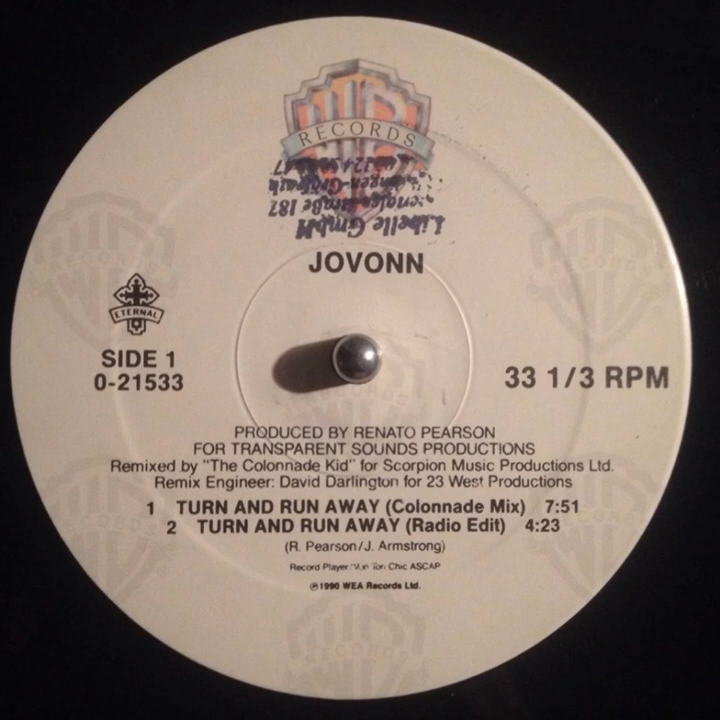 WB
RECORDS
Libelle GmbH
187
JOVONN
ETERNAL
SIDE 1
0-21533
33 1/3 RPM
PRODUCED BY RENATO PEARSON
FOR TRANSPARENT SOUNDS PRODUCTIONS
Remixed by "The Colonnade Kid" for Scorpion Music Productions Ltd.
Remix Engineer: David Darlington for 23 West Productions
1 TURN AND RUN AWAY (Colonnade Mix) 7:51
2 TURN AND RUN AWAY (Radio Edit) 4:23
(R. Pearson/J. Armstrong)
Record Player/Von Ton Chic ASCAP
℗1990 WEA Records Ltd.